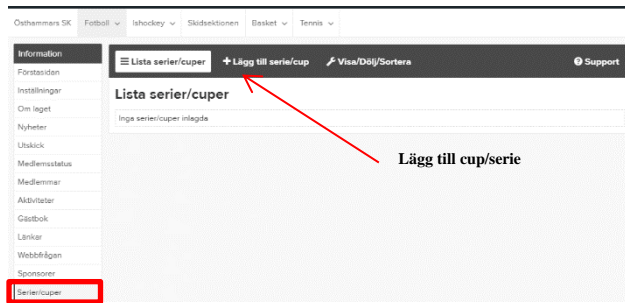 Östhammars SK Fotboll Ishockey Skidsektionen Basket Tennis
Information
Förstasidan
Inställningar
Om laget
Nyheter
Utskick
Medlemsstatus
Medlemmar
Aktiviteter
Gästbok
Länkar
Webbfrågan
Sponsorer
Serier/cuper
Lista serier/cuper Lägg till serie/cup Visa/Dölj/Sortera Support
Lista serier/cuper
Inga serier/cuper inlagda
Lägg till cup/serie